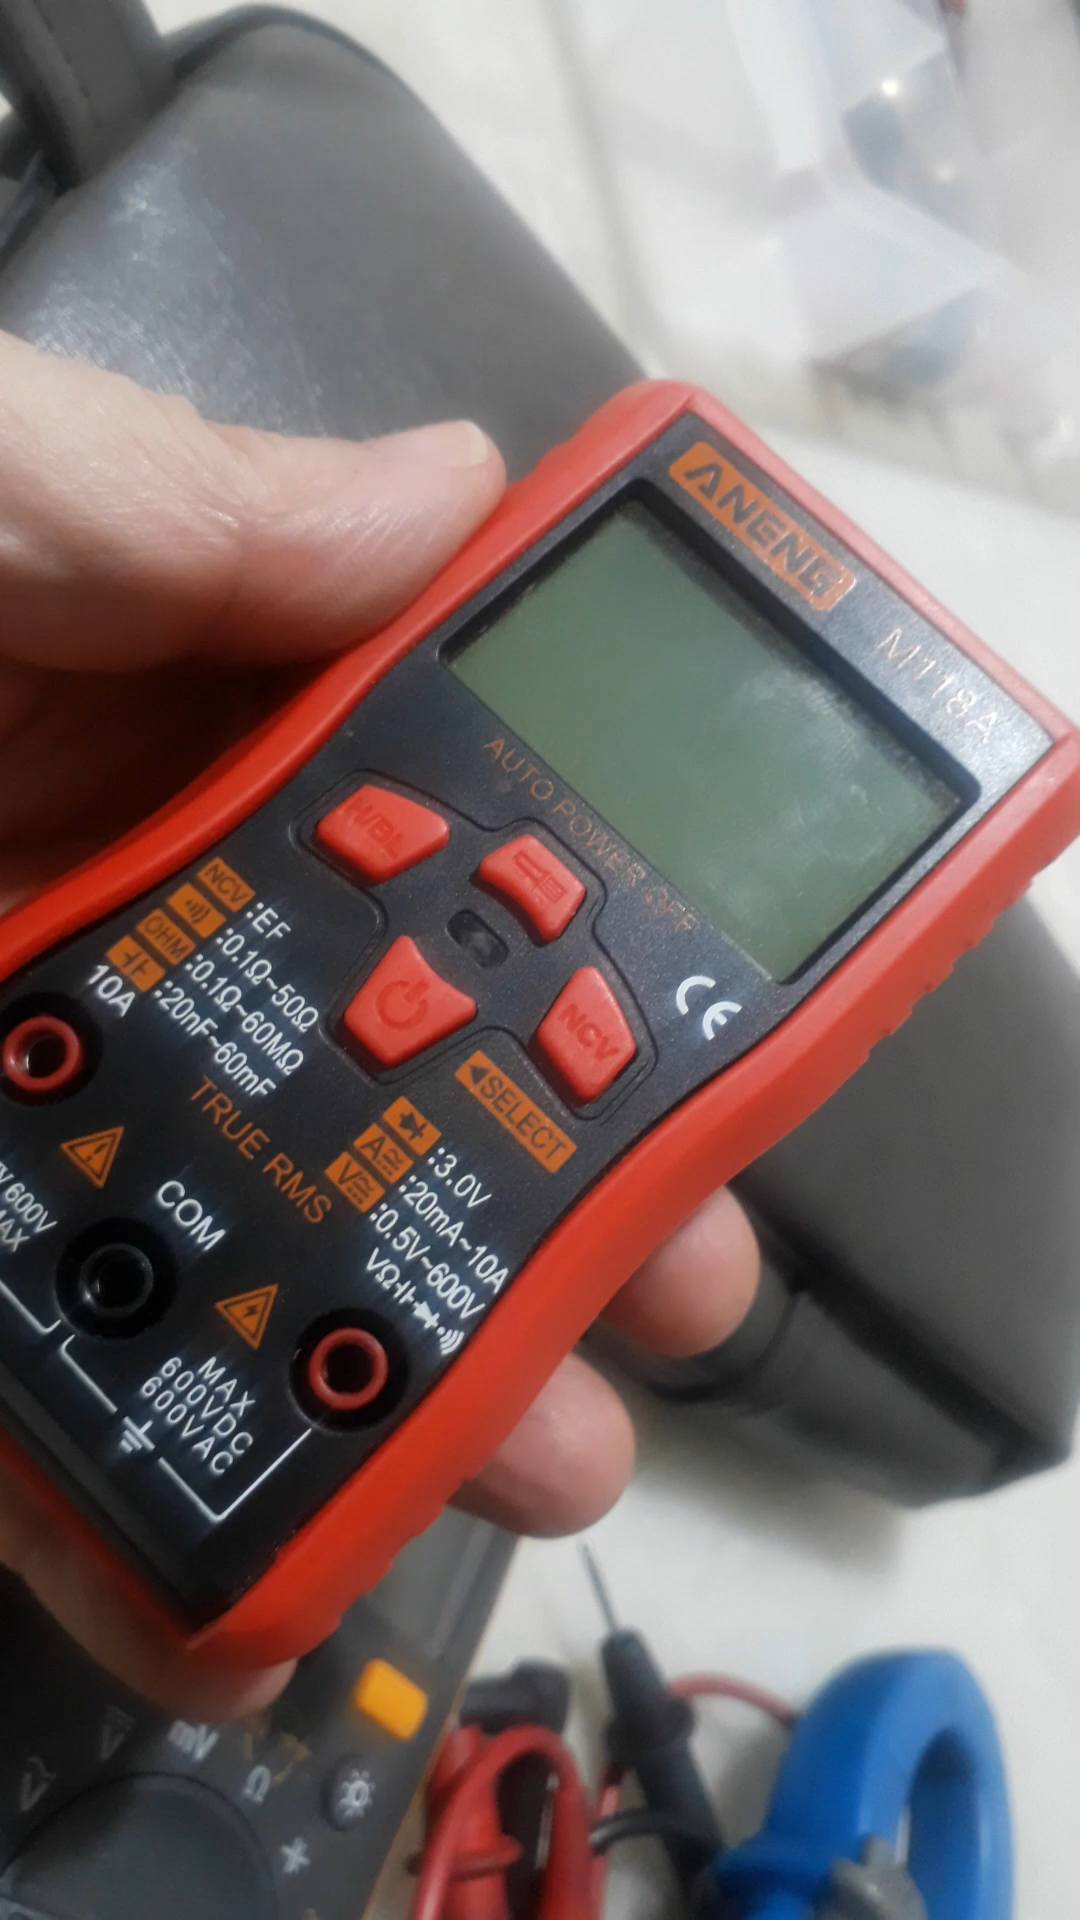 ANENG
M118A
AUTO POWER OFF
H/BL
NCV
CE
◄SELECT
NCV :EF
:0.1Ω~50Ω
OHM :0.1Ω~60MΩ
:20nF~60mF
10A
TRUE RMS
:3.0V
A :20mA~10A
V :0.5V~600V
VΩ
COM
600V
MAX
MAX
600VDC
600VAC
mV
V
Ω
V